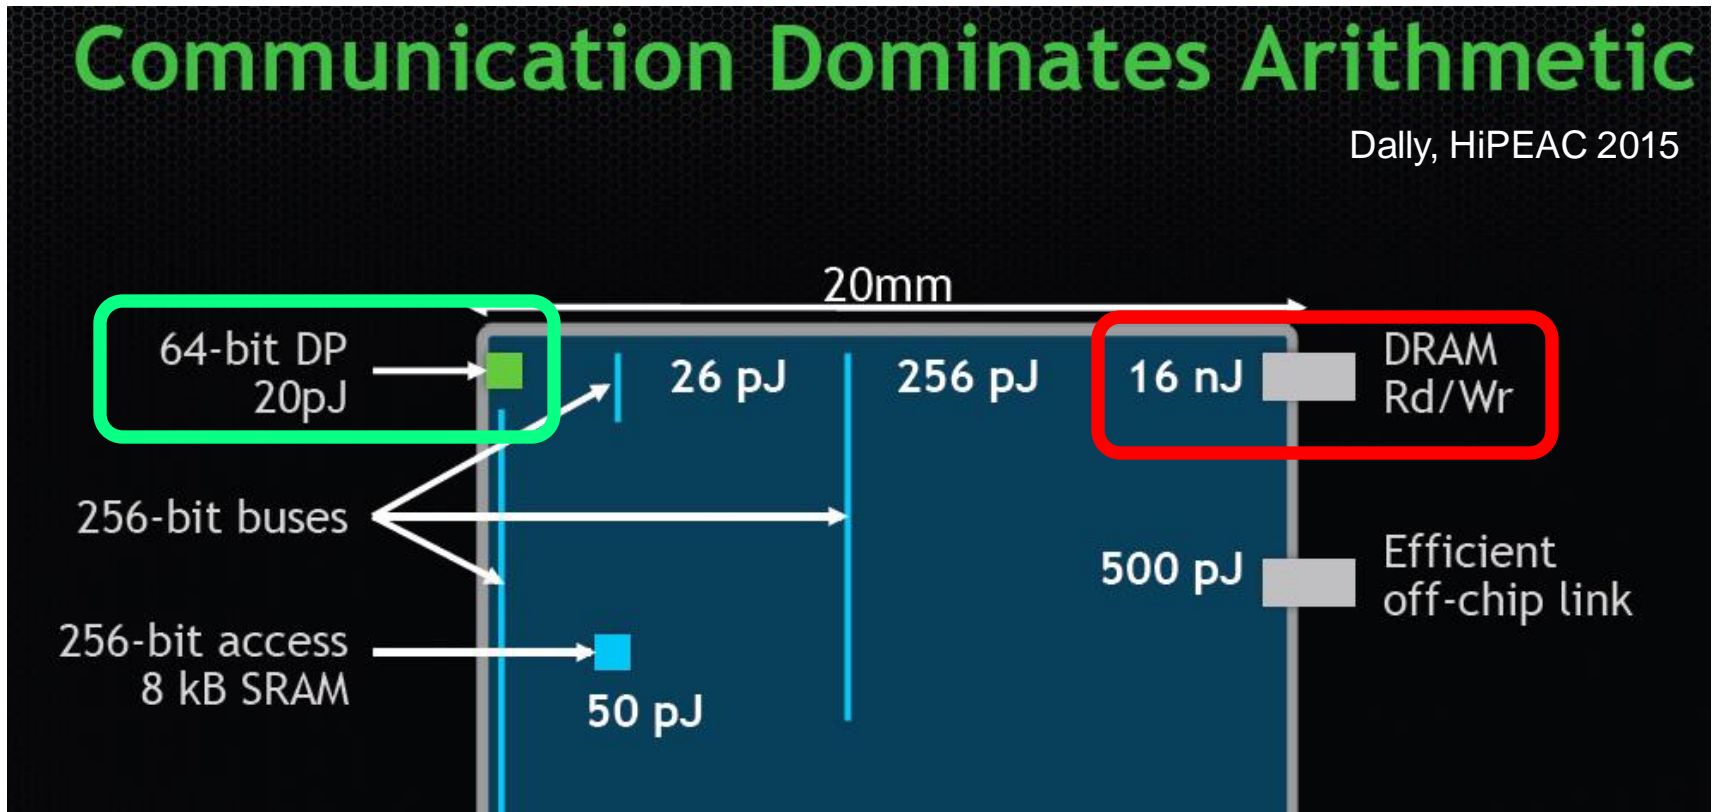 Communication Dominates Arithmetic
Dally, HiPEAC 2015
20mm
64-bit DP
20pJ
26 pJ
256 pJ
16 nJ
DRAM
Rd/Wr
256-bit buses
500 pJ
Efficient
off-chip link
256-bit access
8 kB SRAM
50 pJ